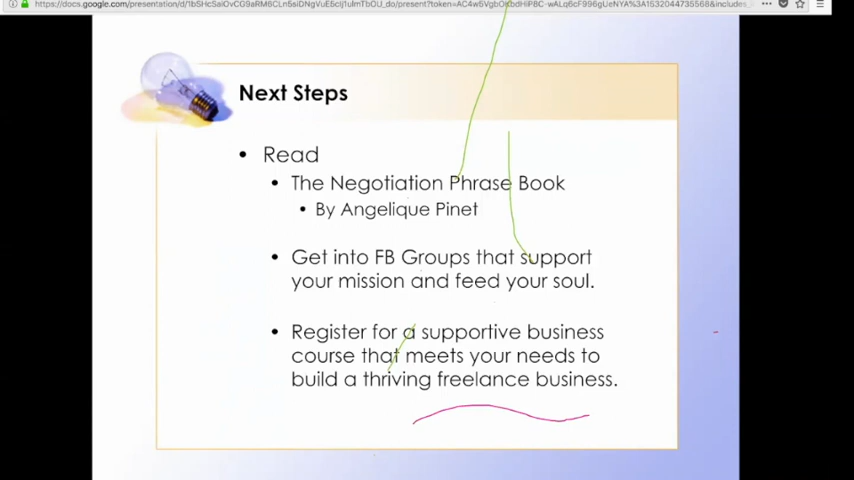 Next Steps
Read
The Negotiation Phrase Book
By Angelique Pinet
Get into FB Groups that support
your mission and feed your soul.
Register for a supportive business
course that meets your needs to
build a thriving freelance business.